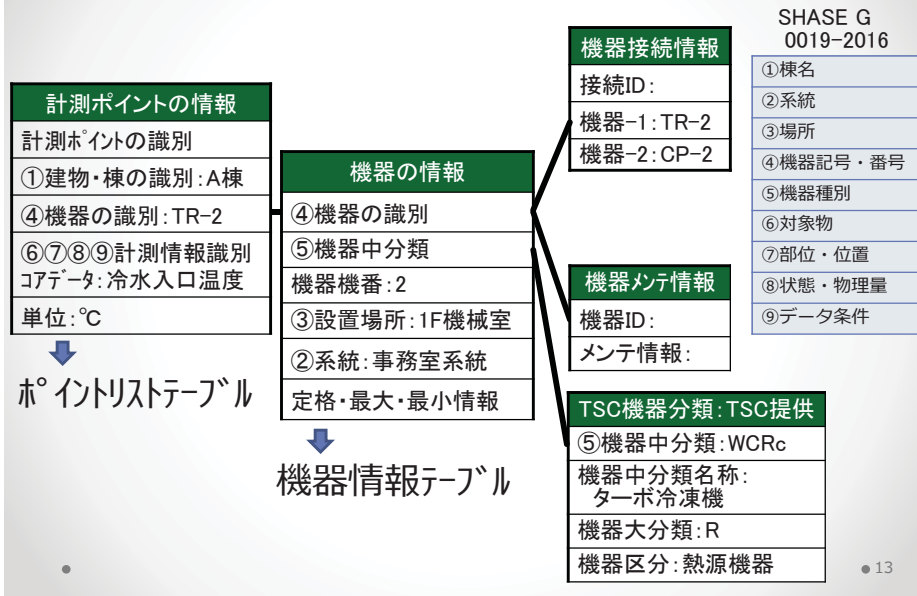 計測ポイントの情報
計測ﾎﾟｲﾝﾄの識別
①建物・棟の識別:A棟
④機器の識別:TR-2
⑥⑦⑧⑨計測情報識別
コアﾃﾞｰﾀ:冷水入口温度
単位:℃
ﾎﾟｲﾝﾄﾘｽﾄﾃｰﾌﾞﾙ
機器の情報
④機器の識別
⑤機器中分類
機器機番:2
③設置場所:1F機械室
②系統:事務室系統
定格・最大・最小情報
機器情報ﾃｰﾌﾞﾙ
機器接続情報
接続ID:
機器-1:TR-2
機器-2:CP-2
機器ﾒﾝﾃ情報
機器ID:
メンテ情報:
TSC機器分類:TSC提供
⑤機器中分類:WCRc
機器中分類名称:
ターボ冷凍機
機器大分類:R
機器区分:熱源機器
SHASE G
0019-2016
①棟名
②系統
③場所
④機器記号・番号
⑤機器種別
⑥対象物
⑦部位・位置
⑧状態・物理量
⑨データ条件
13